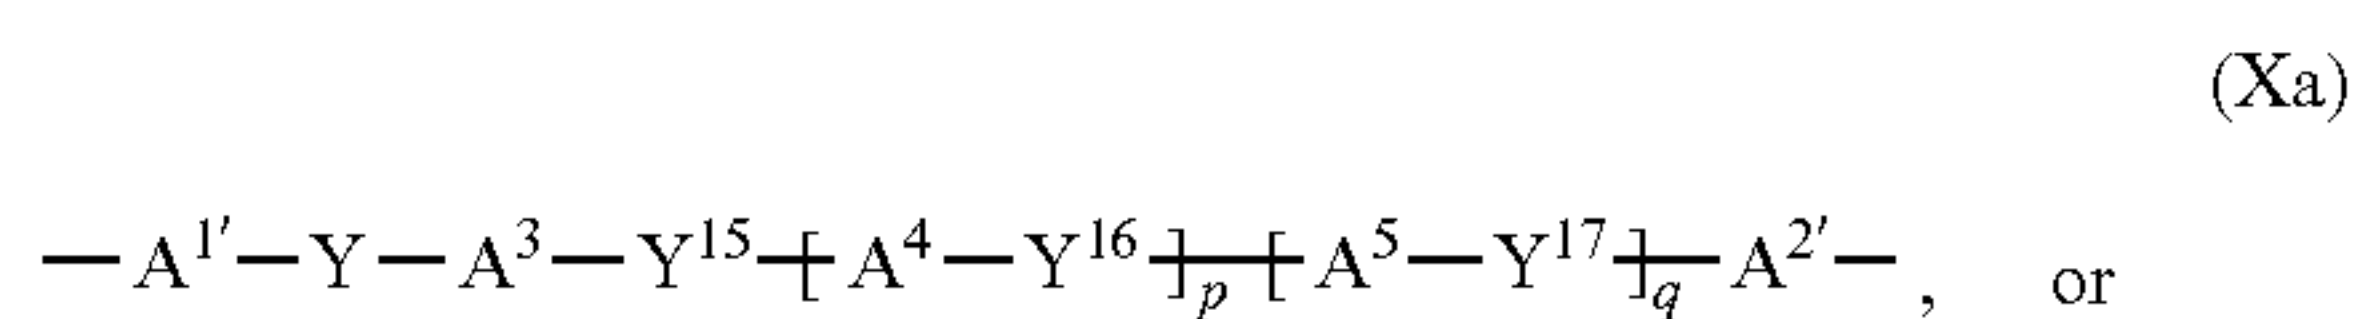 (Xa)
—A1′—Y—A3—Y15—[A4—Y16]p—[A5—Y17]q—A2′—, or